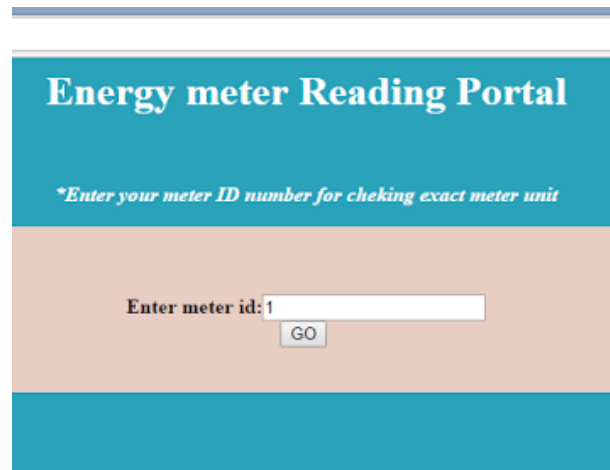 Energy meter Reading Portal
*Enter your meter ID number for cheking exact meter unit
Enter meter id:1
GO